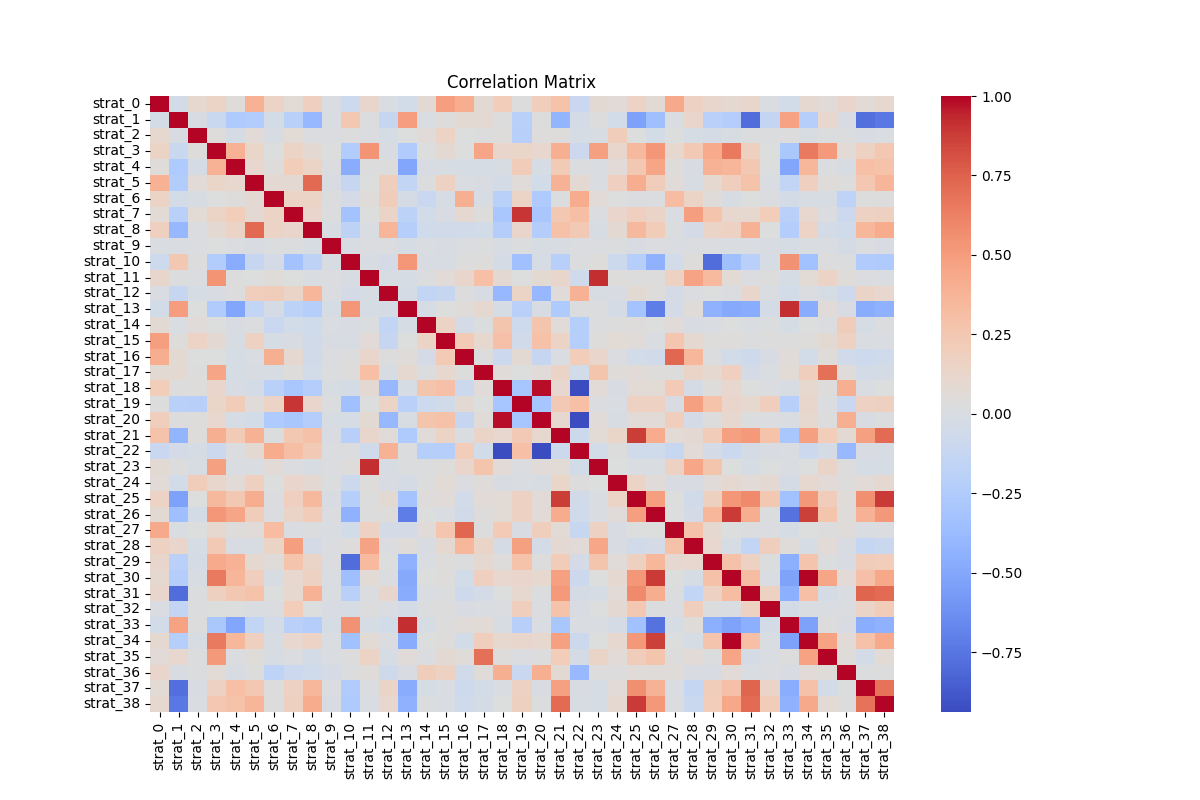 Correlation Matrix
strat_0
strat_1
strat_2
strat_3
strat_4
strat_5
strat_6
strat_7
strat_8
strat_9
strat_10
strat_11
strat_12
strat_13
strat_14
strat_15
strat_16
strat_17
strat_18
strat_19
strat_20
strat_21
strat_22
strat_23
strat_24
strat_25
strat_26
strat_27
strat_28
strat_29
strat_30
strat_31
strat_32
strat_33
strat_34
strat_35
strat_36
strat_37
strat_38
strat_0
strat_1
strat_2
strat_3
strat_4
strat_5
strat_6
strat_7
strat_8
strat_9
strat_10
strat_11
strat_12
strat_13
strat_14
strat_15
strat_16
strat_17
strat_18
strat_19
strat_20
strat_21
strat_22
strat_23
strat_24
strat_25
strat_26
strat_27
strat_28
strat_29
strat_30
strat_31
strat_32
strat_33
strat_34
strat_35
strat_36
strat_37
strat_38
1.00
0.75
0.50
0.25
0.00
−0.25
−0.50
−0.75